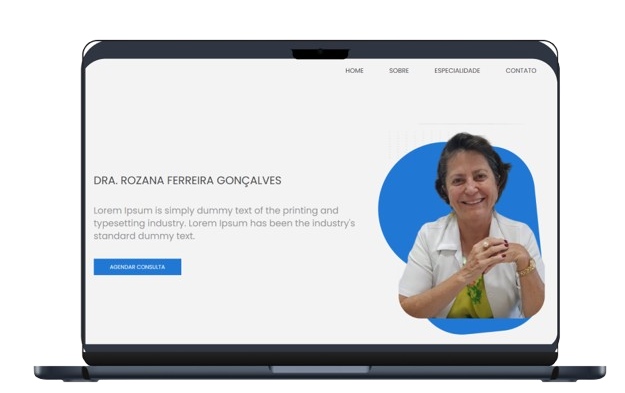 HOME SOBRE ESPECIALIDADE CONTATO
DRA. ROZANA FERREIRA GONÇALVES
Lorem Ipsum is simply dummy text of the printing and
typesetting industry. Lorem Ipsum has been the industry's
standard dummy text.
AGENDAR CONSULTA